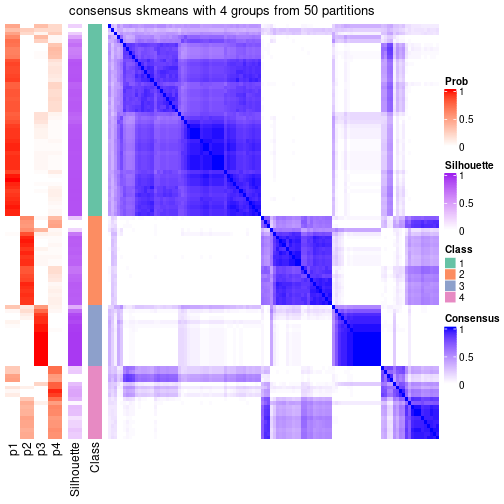 consensus skmeans with 4 groups from 50 partitions
Prob
1
0.5
0
Silhouette
1
0.5
0
Class
1
2
3
4
Consensus
1
0.5
0
p1
p2
p3
p4
Silhouette
Class